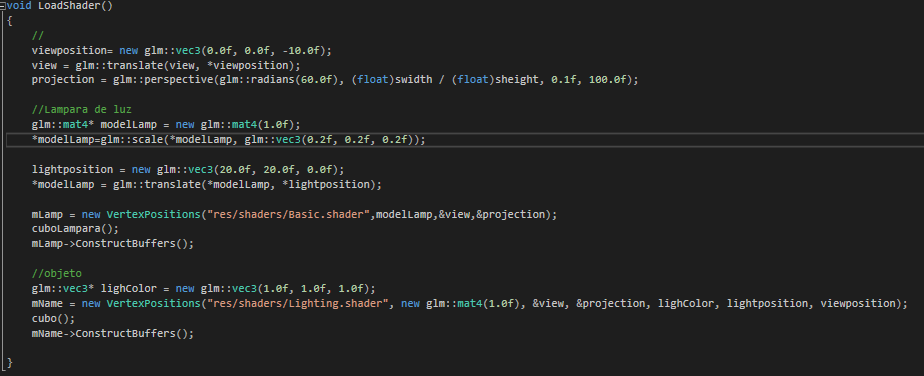 void LoadShader()
{
//
viewposition= new glm::vec3(0.0f, 0.0f, -10.0f);
view = glm::translate(view, *viewposition);
projection = glm::perspective(glm::radians(60.0f), (float)swidth / (float)sheight, 0.1f, 100.0f);
//Lampara de luz
glm::mat4* modelLamp = new glm::mat4(1.0f);
*modelLamp=glm::scale(*modelLamp, glm::vec3(0.2f, 0.2f, 0.2f));
lightposition = new glm::vec3(20.0f, 20.0f, 0.0f);
*modelLamp = glm::translate(*modelLamp, *lightposition);
mLamp = new VertexPositions("res/shaders/Basic.shader",modelLamp,&view,&projection);
cuboLampara();
mLamp->ConstructBuffers();
//objeto
glm::vec3* lighColor = new glm::vec3(1.0f, 1.0f, 1.0f);
mName = new VertexPositions("res/shaders/Lighting.shader", new glm::mat4(1.0f), &view, &projection, lighColor, lightposition, viewposition);
cubo();
mName->ConstructBuffers();
}